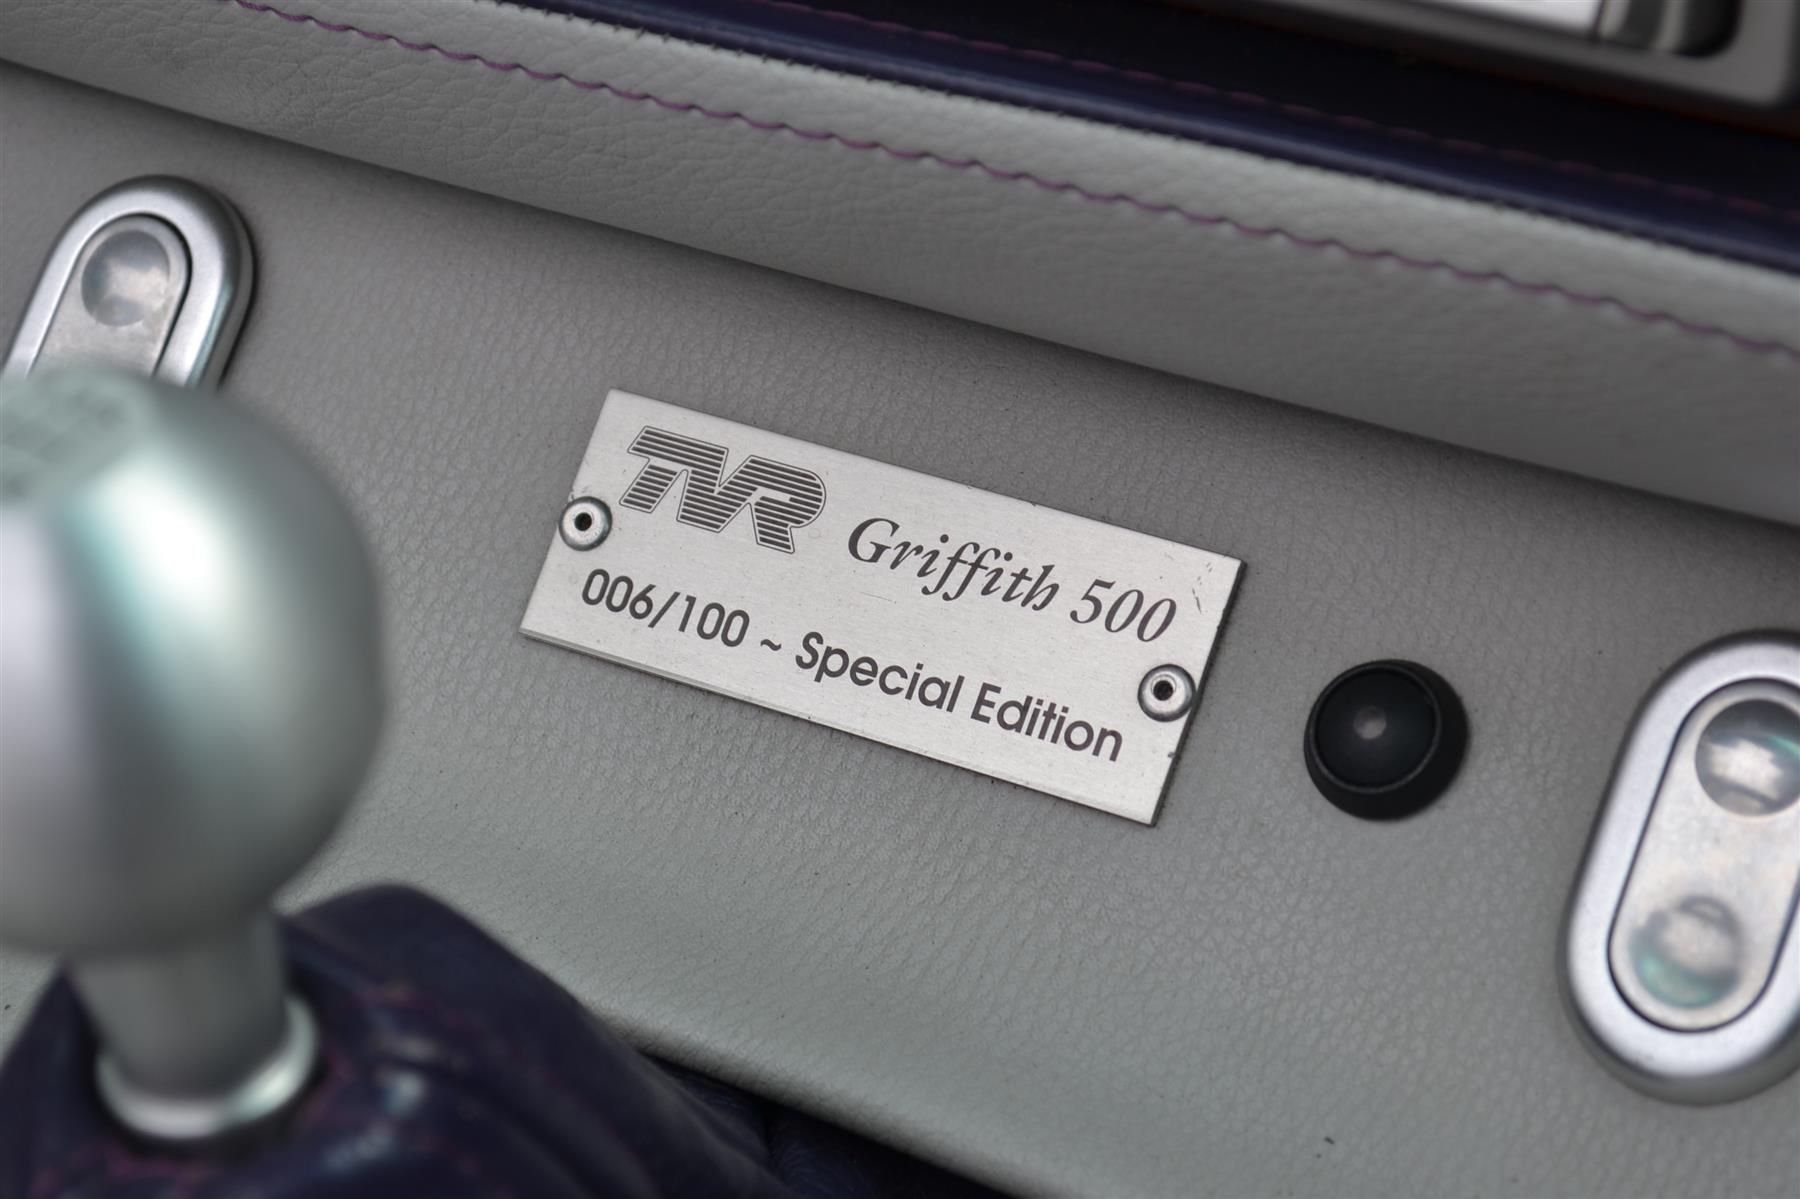 TVR Griffith 500
006/100 ~ Special Edition